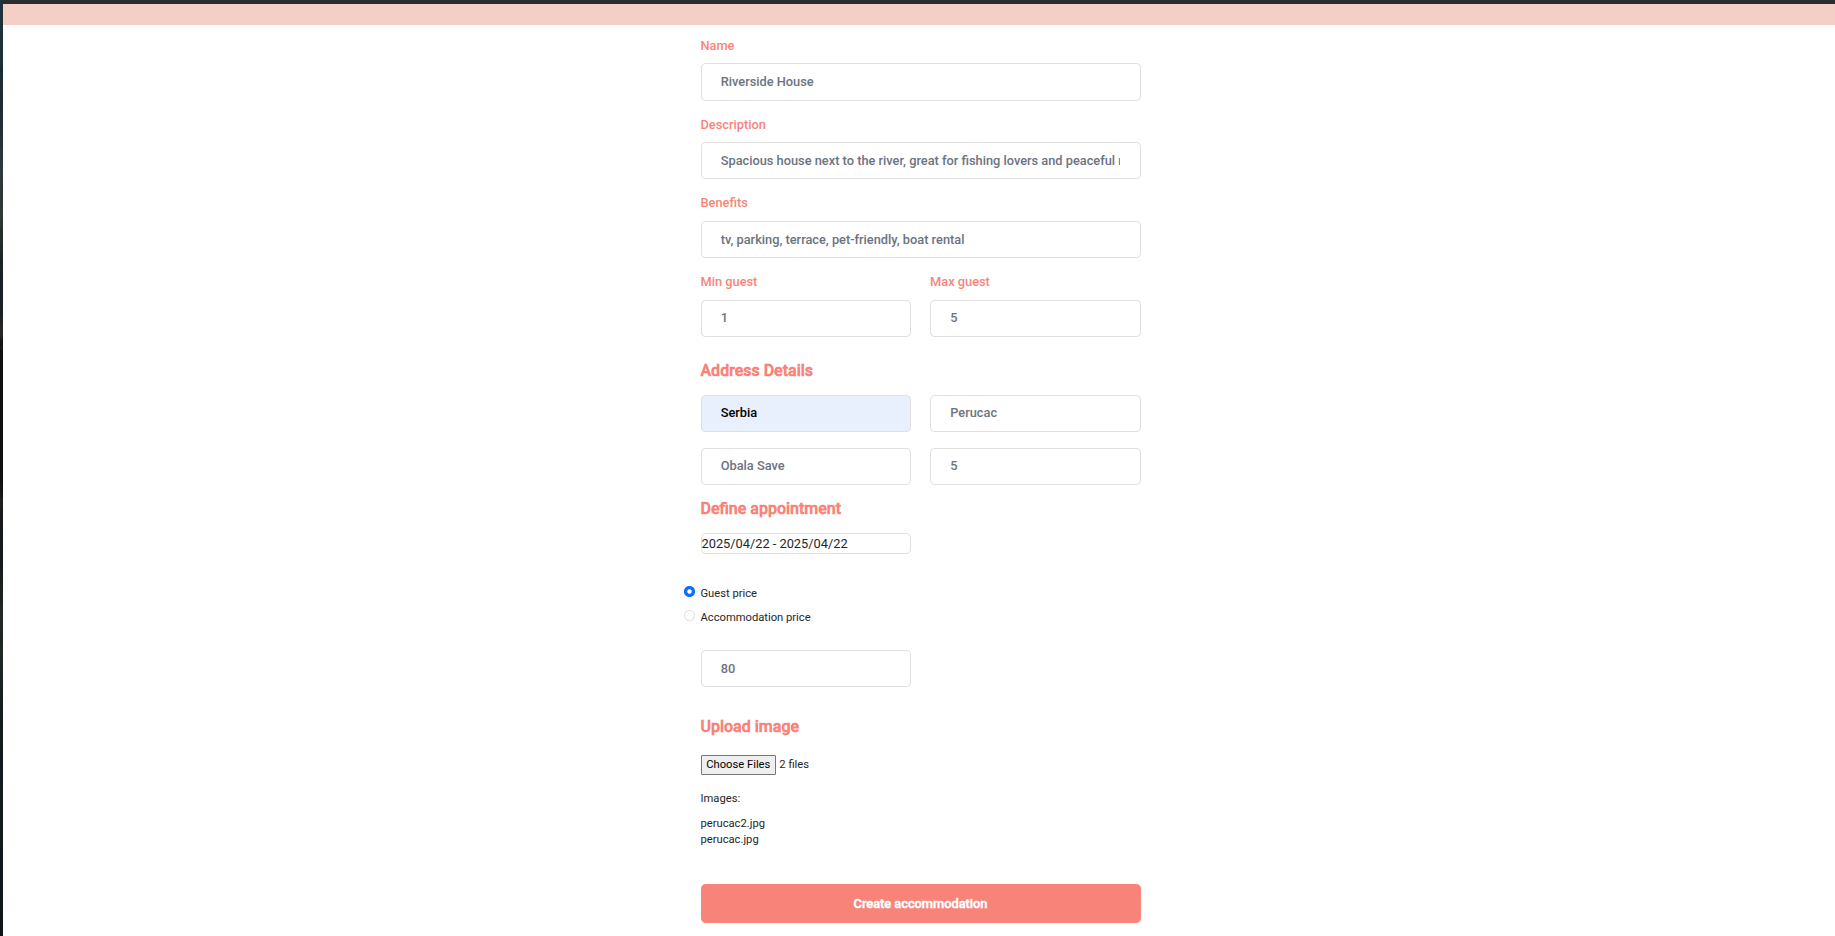 Name
Riverside House
Description
Spacious house next to the river, great for fishing lovers and peaceful
Benefits
tv, parking, terrace, pet-friendly, boat rental
Min guest Max guest
1 5
Address Details
Serbia Perucac
Obala Save 5
Define appointment
2025/04/22 - 2025/04/22
Guest price
Accommodation price
80
Upload image
Choose Files 2 files
Images:
perucac2.jpg
perucac.jpg
Create accommodation